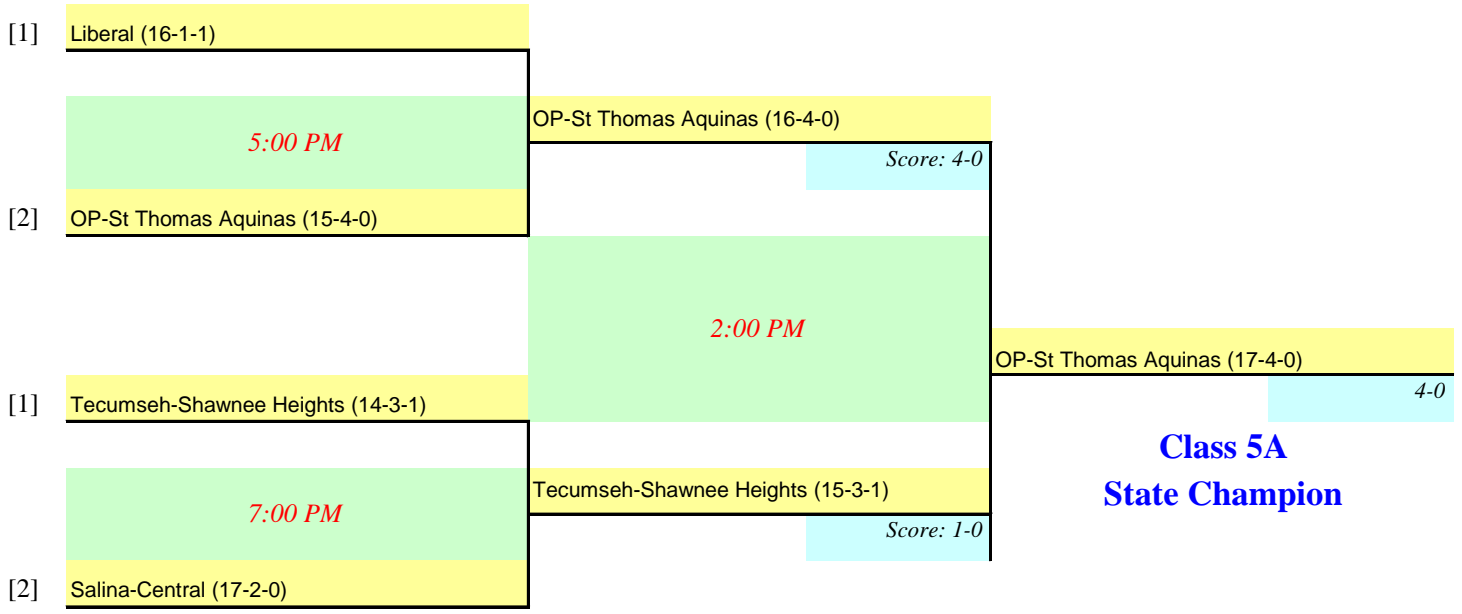 [1] Liberal (16-1-1)
5:00 PM
OP-St Thomas Aquinas (16-4-0)
Score: 4-0
[2] OP-St Thomas Aquinas (15-4-0)
2:00 PM
OP-St Thomas Aquinas (17-4-0)
4-0
[1] Tecumseh-Shawnee Heights (14-3-1)
Class 5A
State Champion
7:00 PM
Tecumseh-Shawnee Heights (15-3-1)
Score: 1-0
[2] Salina-Central (17-2-0)